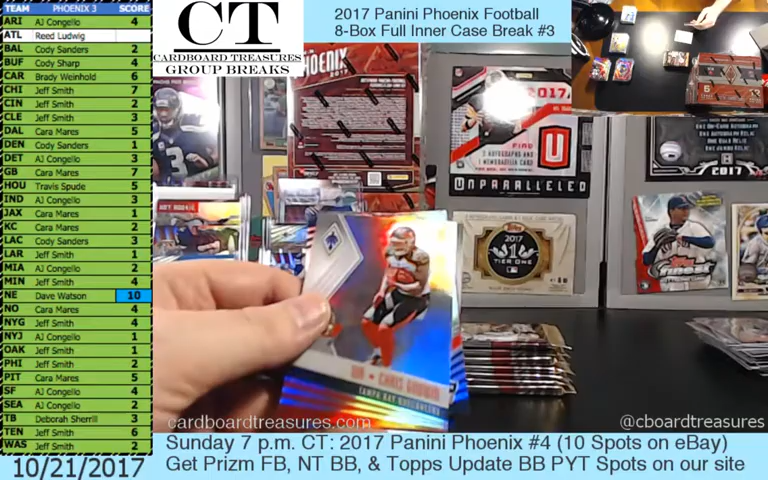 TEAM PHOENIX 3 SCORE
ARI AJ Congello 4
ATL Reed Ludwig
BAL Cody Sanders 2
BUF Cody Sharp 4
CAR Brady Weinhold 6
CHI Jeff Smith 7
CIN Jeff Smith 2
CLE Jeff Smith 3
DAL Cara Mares 5
DEN Cody Sanders 1
DET AJ Congello 3
GB Cara Mares 7
HOU Travis Spude 5
IND AJ Congello 3
JAX Cara Mares 1
KC Cara Mares 2
LAC Cody Sanders 3
LAR Jeff Smith 1
MIA AJ Congello 2
MIN Jeff Smith 4
NE Dave Watson 10
NO Cara Mares 4
NYG Jeff Smith 4
NYJ AJ Congello 1
OAK Jeff Smith 1
PHI Jeff Smith 2
PIT Cara Mares 5
SF AJ Congello 4
SEA AJ Congello 2
TB Deborah Sherrill 3
TEN Jeff Smith 6
WAS Jeff Smith 2
10/21/2017
CT
CARDBOARD TREASURES
GROUP BREAKS
2017 Panini Phoenix Football
8-Box Full Inner Case Break #3
PHOENIX
2017
2017
U
UNPARALLELED
2017
1
TIER ONE
2017
WR • CHRIS GODWIN
TAMPA BAY BUCCANEERS
cardboardtreasures.com
@cboardtreasures
Sunday 7 p.m. CT: 2017 Panini Phoenix #4 (10 Spots on eBay)
Get Prizm FB, NT BB, & Topps Update BB PYT Spots on our site